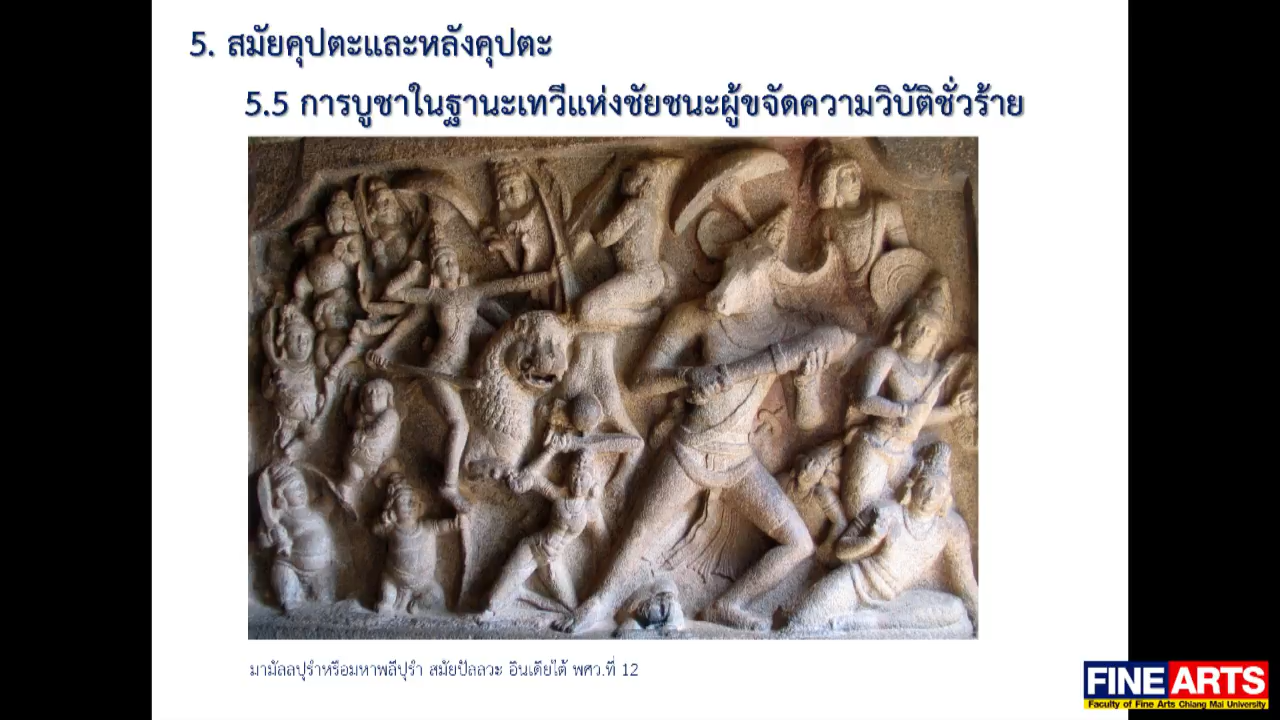 5. สมัยคุปตะและหลังคุปตะ
5.5 การบูชาในฐานะเทวีแห่งชัยชนะผู้ขจัดความวิบัติชั่วร้าย
มามัลลปุรำหรือมหาพลีปุรำ สมัยปัลลวะ อินเดียใต้ พศว.ที่ 12
FINE ARTS
Faculty of Fine Arts Chiang Mai University